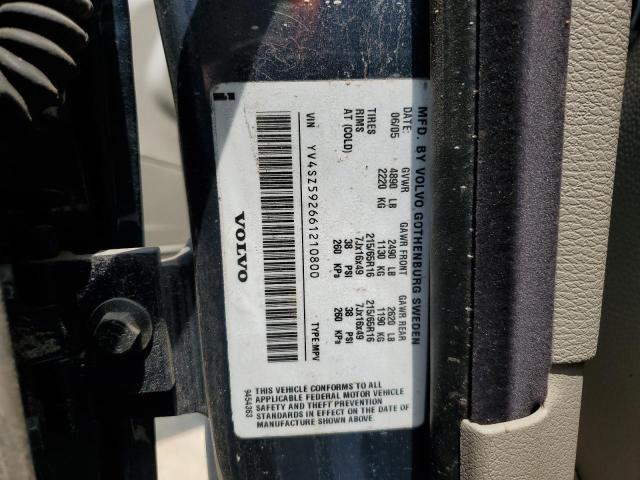 MFD. BY VOLVO GOTHENBURG SWEDEN
DATE: GVWR GAWR FRONT GAWR REAR
06/05 4890 LB 2490 LB 2620 LB
2220 KG 1130 KG 1190 KG
TIRES 215/65R16 215/65R16
RIMS 7Jx16x49 7Jx16x49
AT (COLD) 38 PSI 38 PSI
260 KPa 260 KPa
VIN YV4SZ592661210800 TYPE:MPV
VOLVO
THIS VEHICLE CONFORMS TO ALL
APPLICABLE FEDERAL MOTOR VEHICLE
SAFETY AND THEFT PREVENTION
STANDARDS IN EFFECT ON THE DATE OF
MANUFACTURE SHOWN ABOVE.
9454363